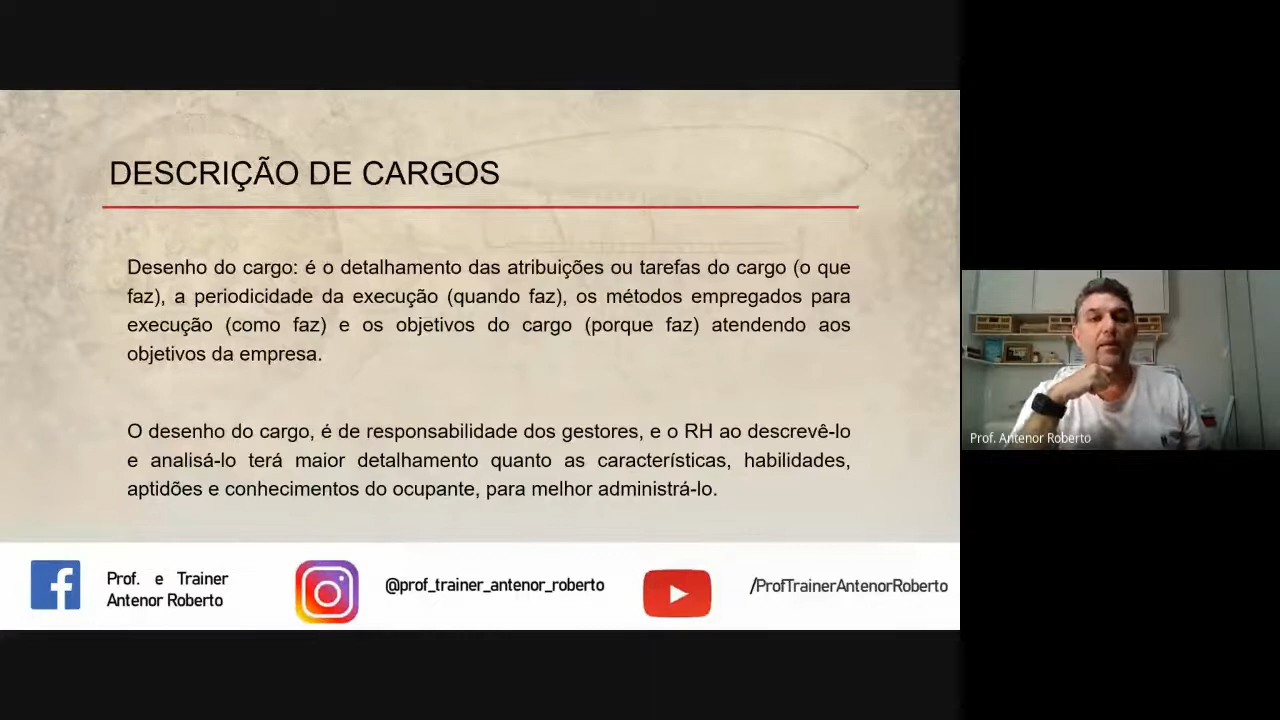 DESCRIÇÃO DE CARGOS
Desenho do cargo: é o detalhamento das atribuições ou tarefas do cargo (o que
faz), a periodicidade da execução (quando faz), os métodos empregados para
execução (como faz) e os objetivos do cargo (porque faz) atendendo aos
objetivos da empresa.
O desenho do cargo, é de responsabilidade dos gestores, e o RH ao descrevê-lo
e analisá-lo terá maior detalhamento quanto as características, habilidades,
aptidões e conhecimentos do ocupante, para melhor administrá-lo.
Prof. e Trainer
Antenor Roberto
@prof_trainer_antenor_roberto
/ProfTrainerAntenorRoberto
Prof. Antenor Roberto